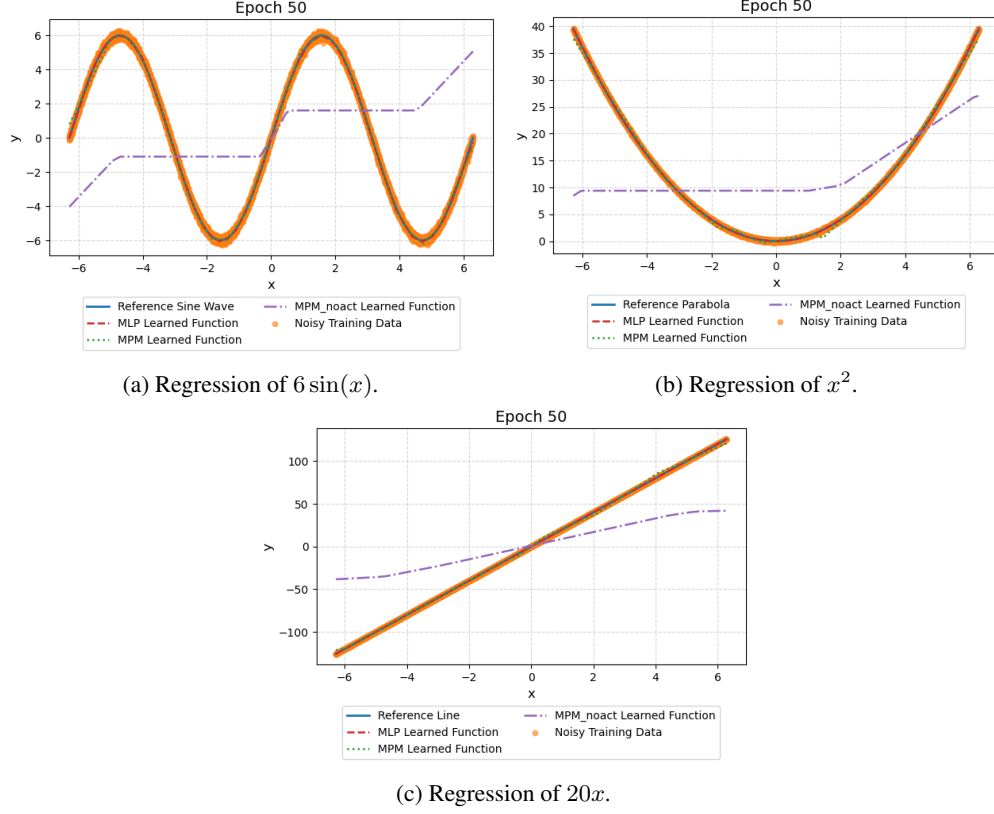 Epoch 50
6
4
2
0
−2
−4
−6
y
−6 −4 −2 0 2 4 6
x
Reference Sine Wave
MLP Learned Function
MPM Learned Function
MPM_noact Learned Function
Noisy Training Data
(a) Regression of 6 sin(x).
Epoch 50
40
35
30
25
20
15
10
5
0
y
−6 −4 −2 0 2 4 6
x
Reference Parabola
MLP Learned Function
MPM Learned Function
MPM_noact Learned Function
Noisy Training Data
(b) Regression of x².
Epoch 50
100
50
0
−50
−100
y
−6 −4 −2 0 2 4 6
x
Reference Line
MLP Learned Function
MPM Learned Function
MPM_noact Learned Function
Noisy Training Data
(c) Regression of 20x.